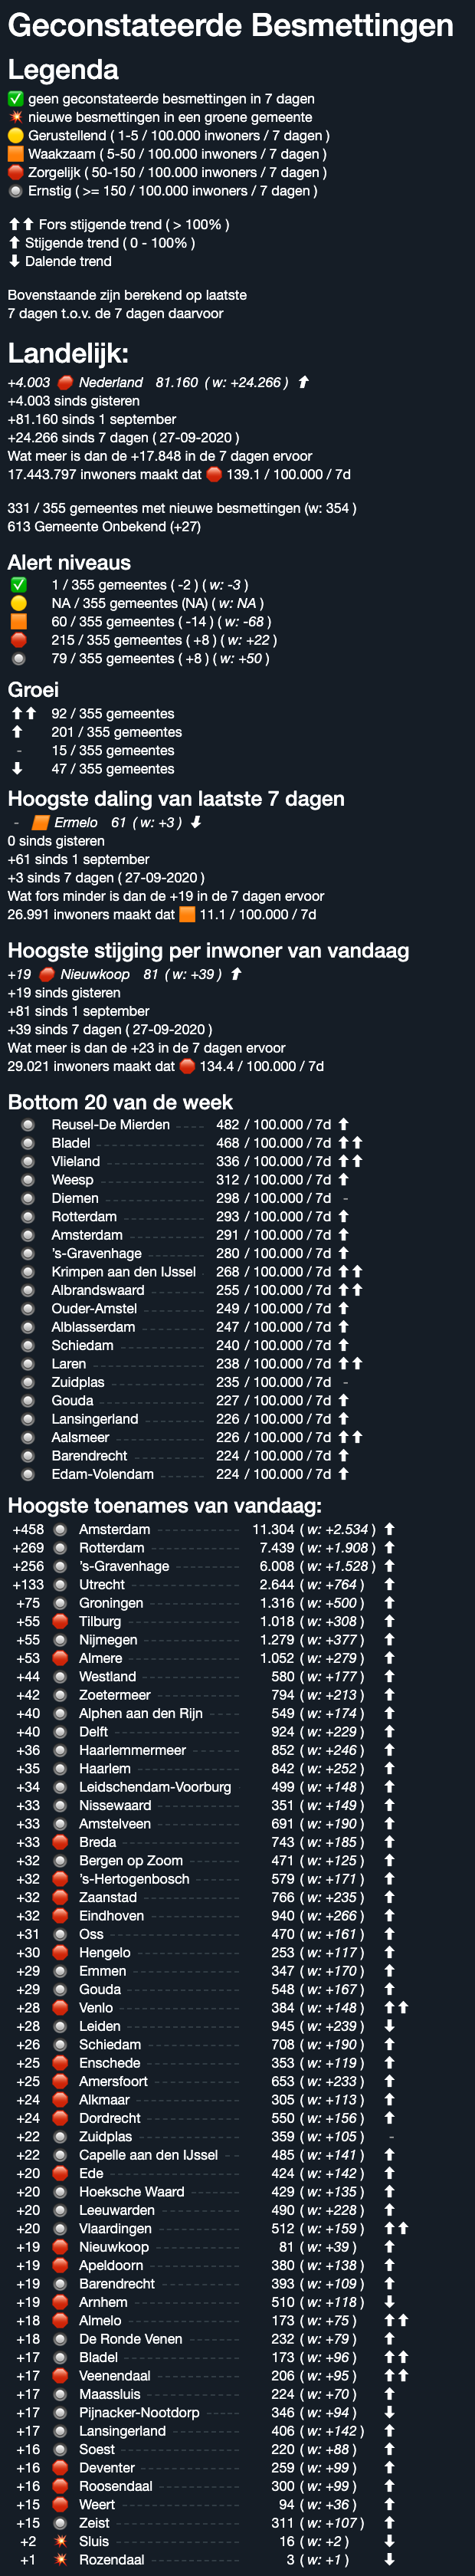 Geconstateerde Besmettingen
Legenda
✅ geen geconstateerde besmettingen in 7 dagen
💥 nieuwe besmettingen in een groene gemeente
🟡 Gerustellend ( 1-5 / 100.000 inwoners / 7 dagen )
🟧 Waakzaam ( 5-50 / 100.000 inwoners / 7 dagen )
🛑 Zorgelijk ( 50-150 / 100.000 inwoners / 7 dagen )
🔘 Ernstig ( >= 150 / 100.000 inwoners / 7 dagen )
⬆⬆ Fors stijgende trend ( > 100% )
⬆ Stijgende trend ( 0 - 100% )
⬇ Dalende trend
Bovenstaande zijn berekend op laatste
7 dagen t.o.v. de 7 dagen daarvoor
Landelijk:
+4.003 🛑 Nederland 81.160 ( w: +24.266 ) ⬆
+4.003 sinds gisteren
+81.160 sinds 1 september
+24.266 sinds 7 dagen ( 27-09-2020 )
Wat meer is dan de +17.848 in de 7 dagen ervoor
17.443.797 inwoners maakt dat 🛑 139.1 / 100.000 / 7d
331 / 355 gemeentes met nieuwe besmettingen (w: 354 )
613 Gemeente Onbekend (+27)
Alert niveaus
✅ 1 / 355 gemeentes ( -2 ) ( w: -3 )
🟡 NA / 355 gemeentes (NA) ( w: NA )
🟧 60 / 355 gemeentes ( -14 ) ( w: -68 )
🛑 215 / 355 gemeentes ( +8 ) ( w: +22 )
🔘 79 / 355 gemeentes ( +8 ) ( w: +50 )
Groei
⬆⬆ 92 / 355 gemeentes
⬆ 201 / 355 gemeentes
- 15 / 355 gemeentes
⬇ 47 / 355 gemeentes
Hoogste daling van laatste 7 dagen
- 🟧 Ermelo 61 ( w: +3 ) ⬇
0 sinds gisteren
+61 sinds 1 september
+3 sinds 7 dagen ( 27-09-2020 )
Wat fors minder is dan de +19 in de 7 dagen ervoor
26.991 inwoners maakt dat 🟧 11.1 / 100.000 / 7d
Hoogste stijging per inwoner van vandaag
+19 🛑 Nieuwkoop 81 ( w: +39 ) ⬆
+19 sinds gisteren
+81 sinds 1 september
+39 sinds 7 dagen ( 27-09-2020 )
Wat meer is dan de +23 in de 7 dagen ervoor
29.021 inwoners maakt dat 🛑 134.4 / 100.000 / 7d
Bottom 20 van de week
🔘 Reusel-De Mierden 482 / 100.000 / 7d ⬆
🔘 Bladel 468 / 100.000 / 7d ⬆⬆
🔘 Vlieland 336 / 100.000 / 7d ⬆⬆
🔘 Weesp 312 / 100.000 / 7d ⬆
🔘 Diemen 298 / 100.000 / 7d -
🔘 Rotterdam 293 / 100.000 / 7d ⬆
🔘 Amsterdam 291 / 100.000 / 7d ⬆
🔘 's-Gravenhage 280 / 100.000 / 7d ⬆
🔘 Krimpen aan den IJssel 268 / 100.000 / 7d ⬆⬆
🔘 Albrandswaard 255 / 100.000 / 7d ⬆⬆
🔘 Ouder-Amstel 249 / 100.000 / 7d ⬆
🔘 Alblasserdam 247 / 100.000 / 7d ⬆
🔘 Schiedam 240 / 100.000 / 7d ⬆
🔘 Laren 238 / 100.000 / 7d ⬆⬆
🔘 Zuidplas 235 / 100.000 / 7d -
🔘 Gouda 227 / 100.000 / 7d ⬆
🔘 Lansingerland 226 / 100.000 / 7d ⬆
🔘 Aalsmeer 226 / 100.000 / 7d ⬆⬆
🔘 Barendrecht 224 / 100.000 / 7d ⬆
🔘 Edam-Volendam 224 / 100.000 / 7d ⬆
Hoogste toenames van vandaag:
+458 🔘 Amsterdam 11.304 ( w: +2.534 ) ⬆
+269 🔘 Rotterdam 7.439 ( w: +1.908 ) ⬆
+256 🔘 's-Gravenhage 6.008 ( w: +1.528 ) ⬆
+133 🔘 Utrecht 2.644 ( w: +764 ) ⬆
+75 🔘 Groningen 1.316 ( w: +500 ) ⬆
+55 🛑 Tilburg 1.018 ( w: +308 ) ⬆
+55 🔘 Nijmegen 1.279 ( w: +377 ) ⬆
+53 🛑 Almere 1.052 ( w: +279 ) ⬆
+44 🔘 Westland 580 ( w: +177 ) ⬆
+42 🔘 Zoetermeer 794 ( w: +213 ) ⬆
+40 🔘 Alphen aan den Rijn 549 ( w: +174 ) ⬆
+40 🔘 Delft 924 ( w: +229 ) ⬆
+36 🔘 Haarlemmermeer 852 ( w: +246 ) ⬆
+35 🔘 Haarlem 842 ( w: +252 ) ⬆
+34 🔘 Leidschendam-Voorburg 499 ( w: +148 ) ⬆
+33 🔘 Nissewaard 351 ( w: +149 ) ⬆
+33 🔘 Amstelveen 691 ( w: +190 ) ⬆
+33 🛑 Breda 743 ( w: +185 ) ⬆
+32 🔘 Bergen op Zoom 471 ( w: +125 ) ⬆
+32 🛑 's-Hertogenbosch 579 ( w: +171 ) ⬆
+32 🛑 Zaanstad 766 ( w: +235 ) ⬆
+32 🛑 Eindhoven 940 ( w: +266 ) ⬆
+31 🔘 Oss 470 ( w: +161 ) ⬆
+30 🛑 Hengelo 253 ( w: +117 ) ⬆
+29 🔘 Emmen 347 ( w: +170 ) ⬆
+29 🔘 Gouda 548 ( w: +167 ) ⬆
+28 🛑 Venlo 384 ( w: +148 ) ⬆⬆
+28 🔘 Leiden 945 ( w: +239 ) ⬇
+26 🔘 Schiedam 708 ( w: +190 ) ⬆
+25 🛑 Enschede 353 ( w: +119 ) ⬆
+25 🛑 Amersfoort 653 ( w: +233 ) ⬆
+24 🛑 Alkmaar 305 ( w: +113 ) ⬆
+24 🛑 Dordrecht 550 ( w: +156 ) ⬆
+22 🔘 Zuidplas 359 ( w: +105 ) -
+22 🔘 Capelle aan den IJssel 485 ( w: +141 ) ⬆
+20 🛑 Ede 424 ( w: +142 ) ⬆
+20 🔘 Hoeksche Waard 429 ( w: +135 ) ⬆
+20 🔘 Leeuwarden 490 ( w: +228 ) ⬆
+20 🔘 Vlaardingen 512 ( w: +159 ) ⬆⬆
+19 🛑 Nieuwkoop 81 ( w: +39 ) ⬆
+19 🛑 Apeldoorn 380 ( w: +138 ) ⬆
+19 🔘 Barendrecht 393 ( w: +109 ) ⬆
+19 🛑 Arnhem 510 ( w: +118 ) ⬇
+18 🛑 Almelo 173 ( w: +75 ) ⬆⬆
+18 🔘 De Ronde Venen 232 ( w: +79 ) ⬆
+17 🔘 Bladel 173 ( w: +96 ) ⬆⬆
+17 🛑 Veenendaal 206 ( w: +95 ) ⬆⬆
+17 🔘 Maassluis 224 ( w: +70 ) ⬆
+17 🔘 Pijnacker-Nootdorp 346 ( w: +94 ) ⬇
+17 🔘 Lansingerland 406 ( w: +142 ) ⬆
+16 🔘 Soest 220 ( w: +88 ) ⬆
+16 🛑 Deventer 259 ( w: +99 ) ⬆
+16 🛑 Roosendaal 300 ( w: +99 ) ⬆
+15 🛑 Weert 94 ( w: +36 ) ⬆
+15 🔘 Zeist 311 ( w: +107 ) ⬆
+2 💥 Sluis 16 ( w: +2 ) ⬇
+1 💥 Rozendaal 3 ( w: +1 ) ⬇